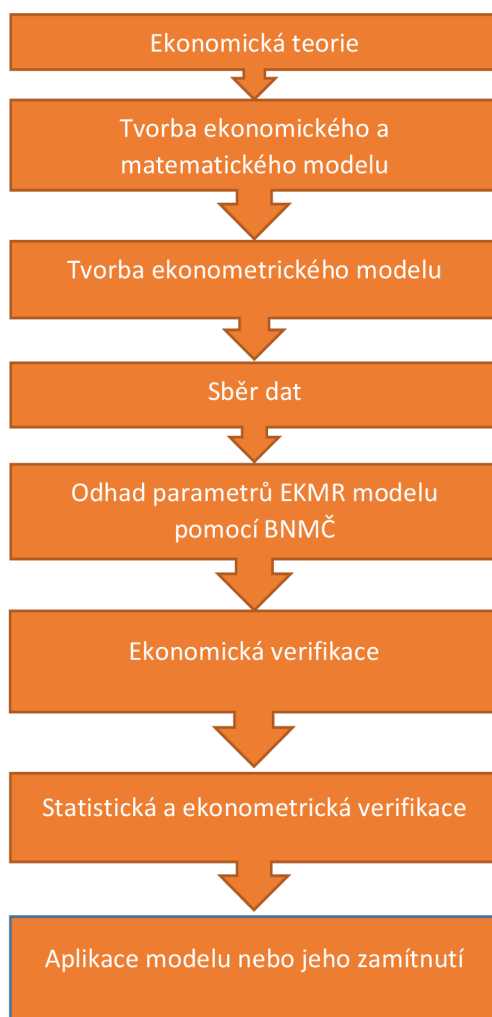 Ekonomická teorie
Tvorba ekonomického a
matematického modelu
Tvorba ekonometrického modelu
Sběr dat
Odhad parametrů EKMR modelu
pomocí BNMČ
Ekonomická verifikace
Statistická a ekonometrická verifikace
Aplikace modelu nebo jeho zamítnutí